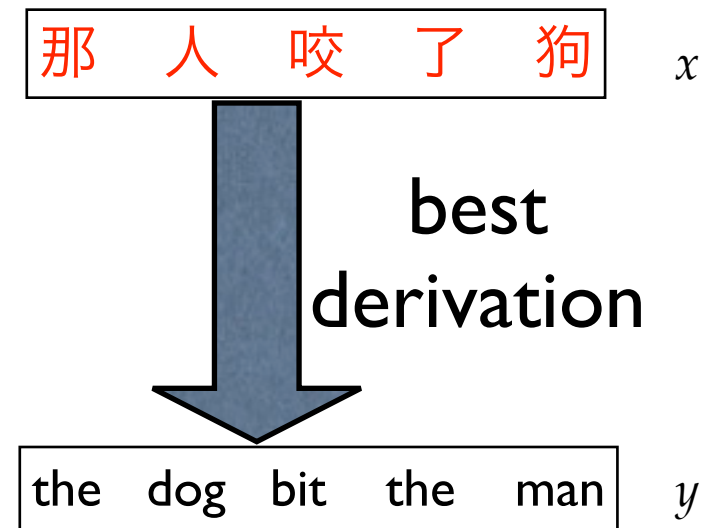 那 人 咬 了 狗 x
best
derivation
the dog bit the man y